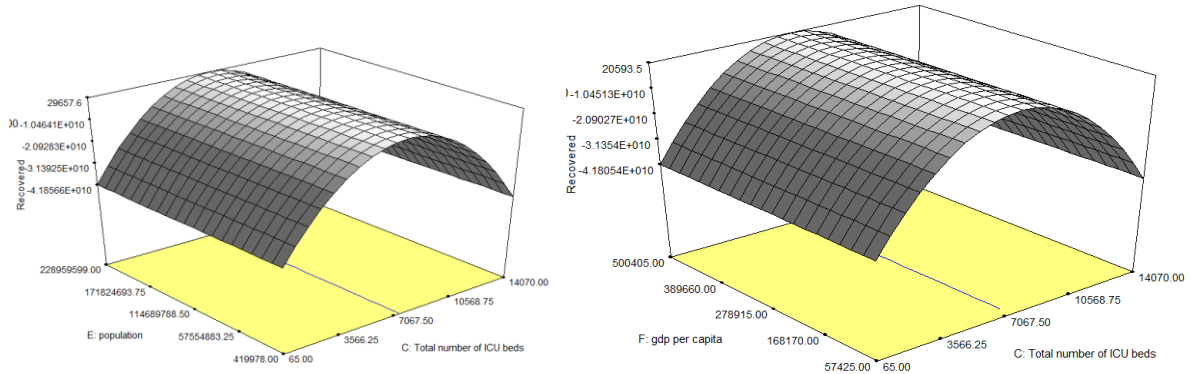 29657.6
-1.04641E+010
-2.09283E+010
-3.13925E+010
-4.18566E+010
Recovered
228959599.00
171824693.75
114689788.50
57554883.25
419978.00
E: population
65.00
3566.25
7067.50
10568.75
14070.00
C: Total number of ICU beds
20593.5
-1.04513E+010
-2.09027E+010
-3.1354E+010
-4.18054E+010
Recovered
500405.00
389660.00
278915.00
168170.00
57425.00
F: gdp per capita
65.00
3566.25
7067.50
10568.75
14070.00
C: Total number of ICU beds